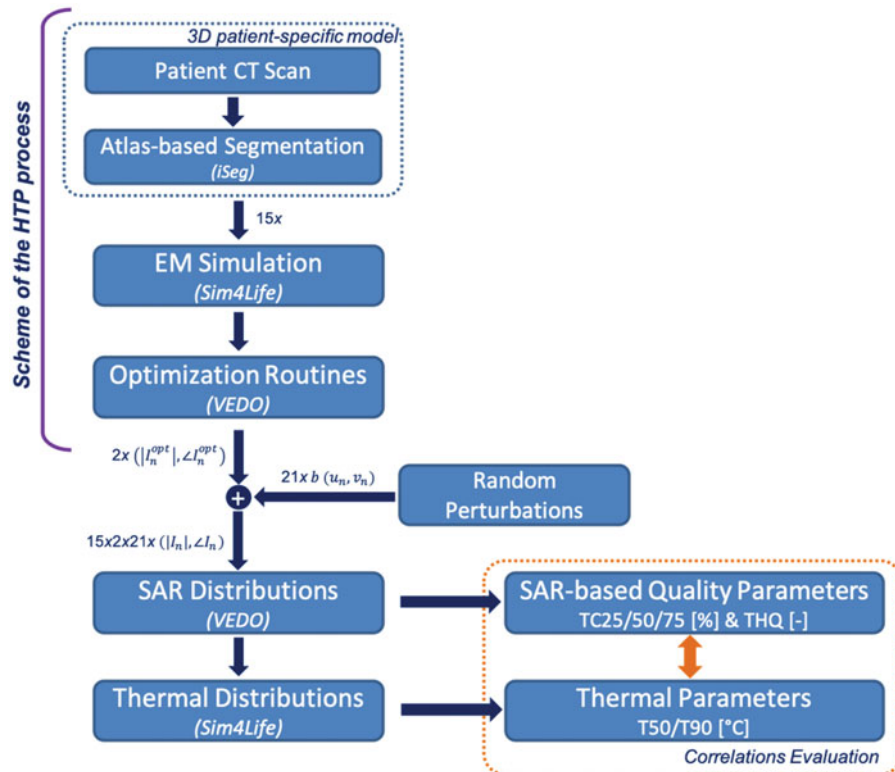 3D patient-specific model
Patient CT Scan
Atlas-based Segmentation
(iSeg)
Scheme of the HTP process
15x
EM Simulation
(Sim4Life)
Optimization Routines
(VEDO)
2x (|I_n^{opt}|,∠I_n^{opt})
21x b (u_n, v_n)
Random
Perturbations
+
15x2x21x (|I_n|,∠I_n)
SAR Distributions
(VEDO)
SAR-based Quality Parameters
TC25/50/75 [%] & THQ [-]
Thermal Distributions
(Sim4Life)
Thermal Parameters
T50/T90 [°C]
Correlations Evaluation